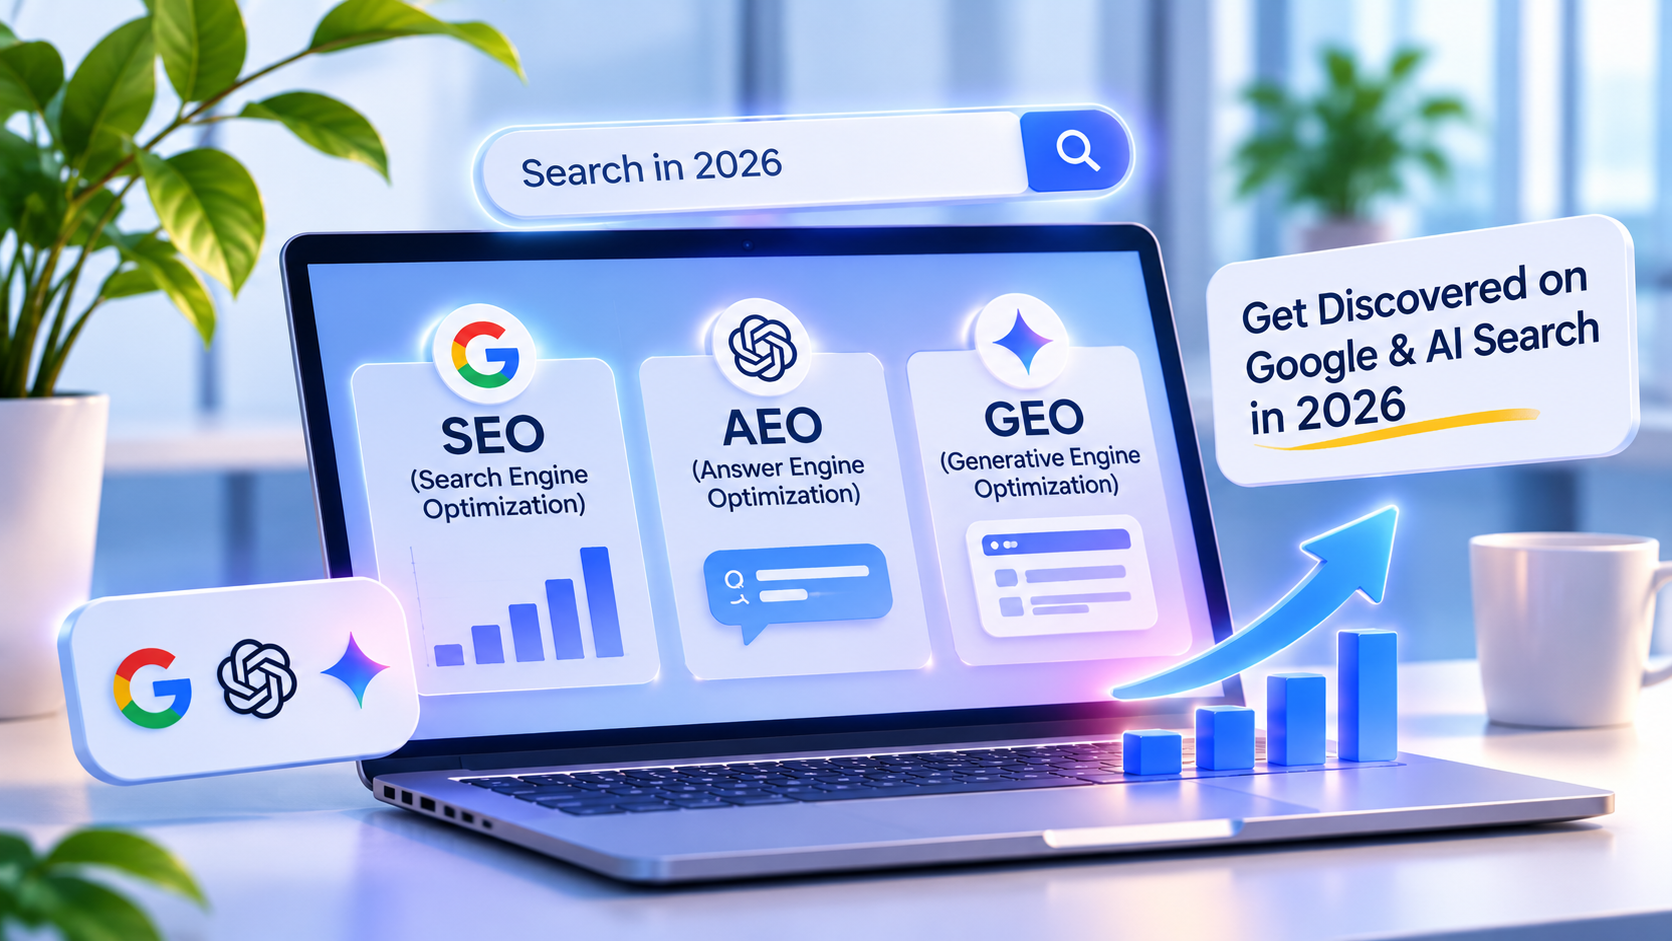 Search in 2026
SEO
(Search Engine
Optimization)
AEO
(Answer Engine
Optimization)
GEO
(Generative Engine
Optimization)
Get Discovered on
Google & AI Search
in 2026